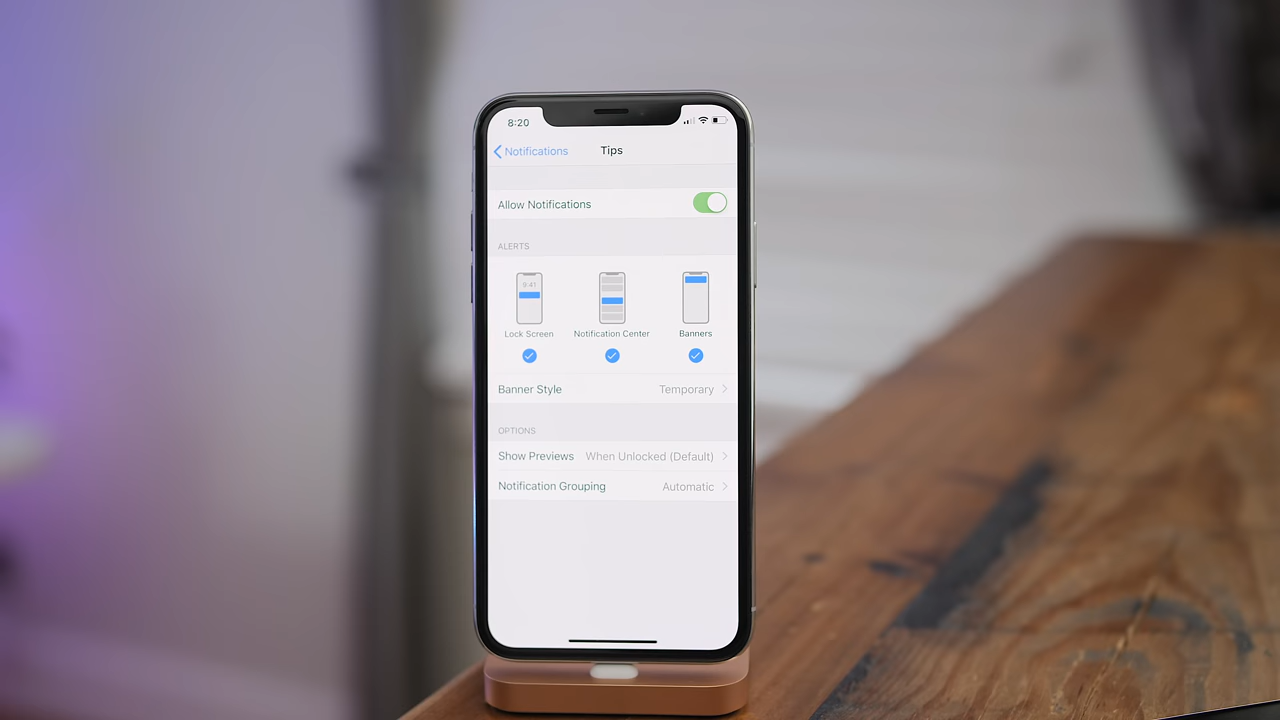 8:20
Notifications Tips
Allow Notifications
ALERTS
9:41
Lock Screen Notification Center Banners
Banner Style Temporary
OPTIONS
Show Previews When Unlocked (Default)
Notification Grouping Automatic